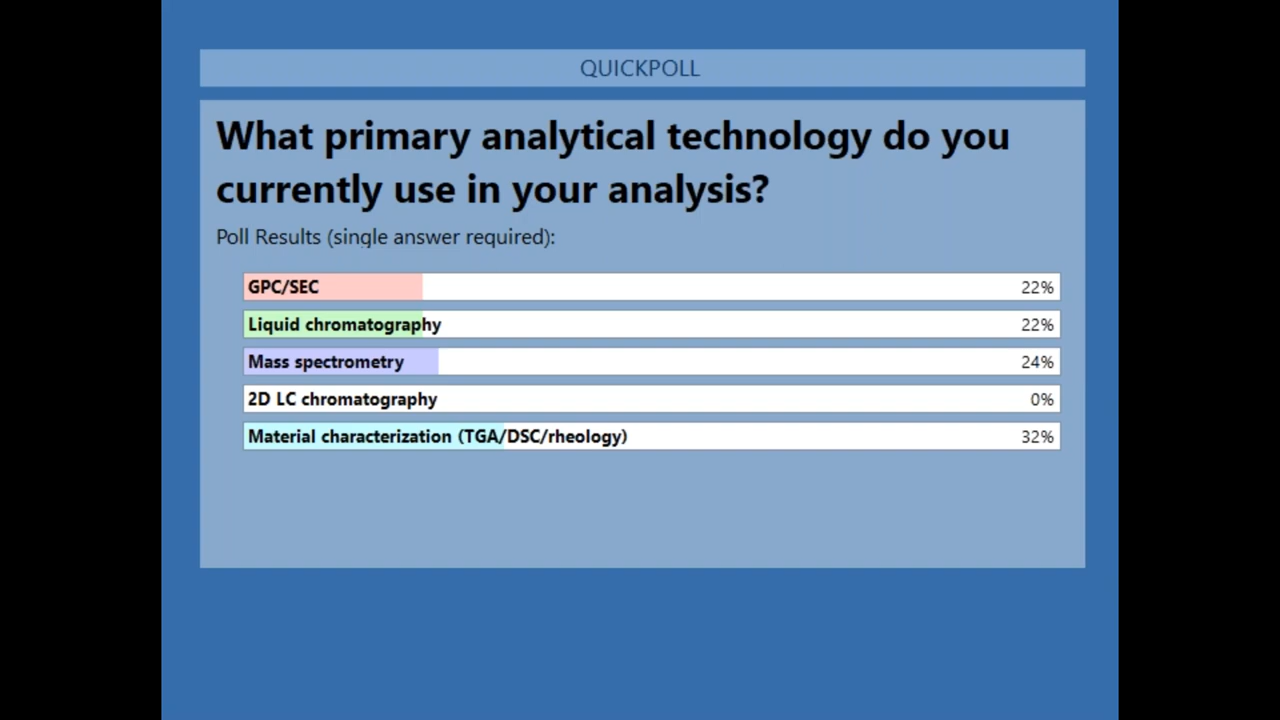 QUICKPOLL
What primary analytical technology do you
currently use in your analysis?
Poll Results (single answer required):
GPC/SEC 22%
Liquid chromatography 22%
Mass spectrometry 24%
2D LC chromatography 0%
Material characterization (TGA/DSC/rheology) 32%